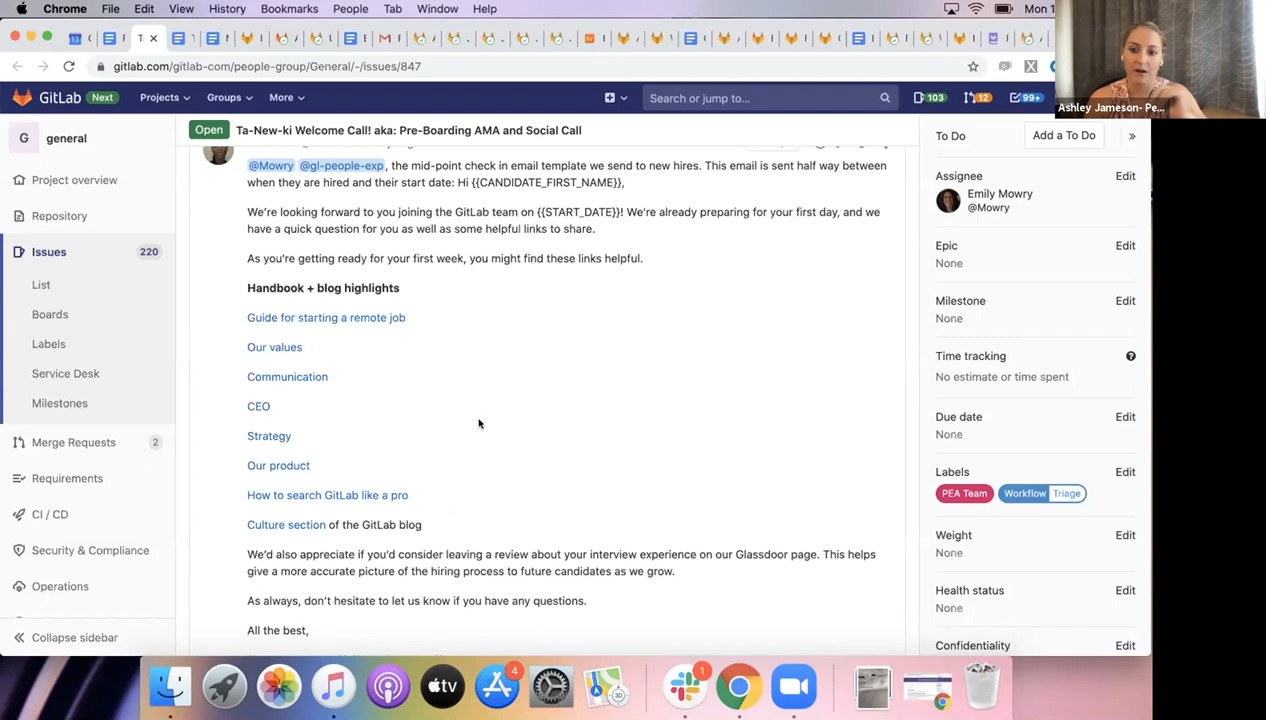 Chrome File Edit View History Bookmarks People Tab Window Help Mon 1
gitlab.com/gitlab-com/people-group/General/-/issues/847
GitLab Next Projects Groups More Search or jump to... 103 12 99+
Ashley Jameson- Pe...
G general
Project overview
Repository
Issues 220
List
Boards
Labels
Service Desk
Milestones
Merge Requests 2
Requirements
CI / CD
Security & Compliance
Operations
Collapse sidebar
Open Ta-New-ki Welcome Call! aka: Pre-Boarding AMA and Social Call
@Mowry @gl-people-exp, the mid-point check in email template we send to new hires. This email is sent half way between
when they are hired and their start date: Hi {{CANDIDATE_FIRST_NAME}},
We're looking forward to you joining the GitLab team on {{START_DATE}}! We're already preparing for your first day, and we
have a quick question for you as well as some helpful links to share.
As you're getting ready for your first week, you might find these links helpful.
Handbook + blog highlights
Guide for starting a remote job
Our values
Communication
CEO
Strategy
Our product
How to search GitLab like a pro
Culture section of the GitLab blog
We'd also appreciate if you'd consider leaving a review about your interview experience on our Glassdoor page. This helps
give a more accurate picture of the hiring process to future candidates as we grow.
As always, don't hesitate to let us know if you have any questions.
All the best,
To Do Add a To Do
Assignee Edit
Emily Mowry
@Mowry
Epic Edit
None
Milestone Edit
None
Time tracking
No estimate or time spent
Due date Edit
None
Labels Edit
PEA Team Workflow Triage
Weight Edit
None
Health status Edit
None
Confidentiality Edit
tv 4 1